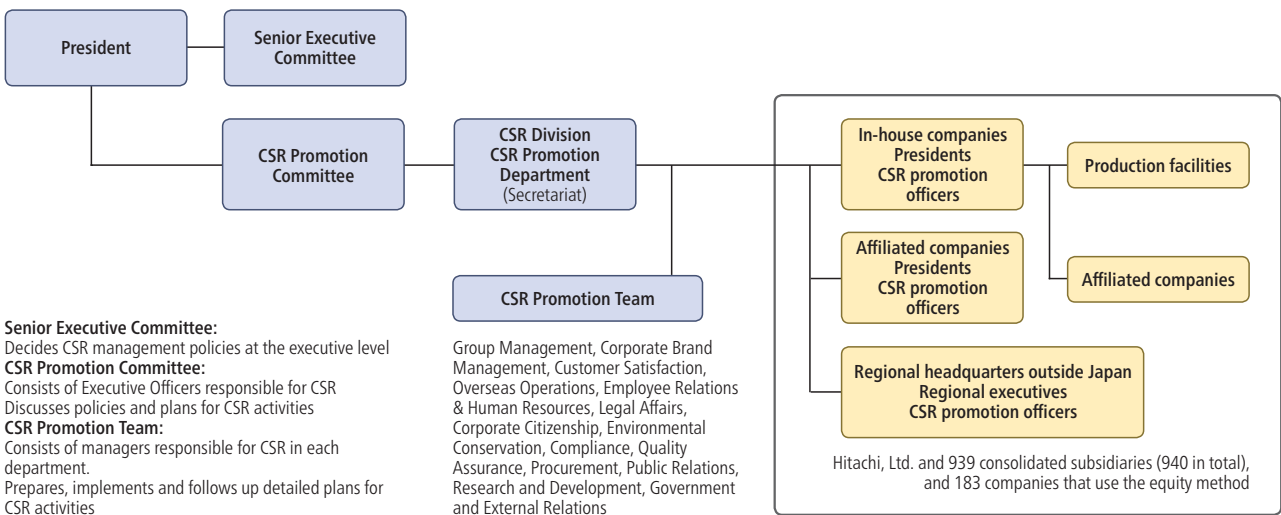 President
Senior Executive
Committee
CSR Promotion
Committee
CSR Division
CSR Promotion
Department
(Secretariat)
CSR Promotion Team
In-house companies
Presidents
CSR promotion
officers
Production facilities
Affiliated companies
Presidents
CSR promotion
officers
Affiliated companies
Regional headquarters outside Japan
Regional executives
CSR promotion officers
Hitachi, Ltd. and 939 consolidated subsidiaries (940 in total),
and 183 companies that use the equity method
Senior Executive Committee:
Decides CSR management policies at the executive level
CSR Promotion Committee:
Consists of Executive Officers responsible for CSR
Discusses policies and plans for CSR activities
CSR Promotion Team:
Consists of managers responsible for CSR in each
department.
Prepares, implements and follows up detailed plans for
CSR activities
Group Management, Corporate Brand
Management, Customer Satisfaction,
Overseas Operations, Employee Relations
& Human Resources, Legal Affairs,
Corporate Citizenship, Environmental
Conservation, Compliance, Quality
Assurance, Procurement, Public Relations,
Research and Development, Government
and External Relations